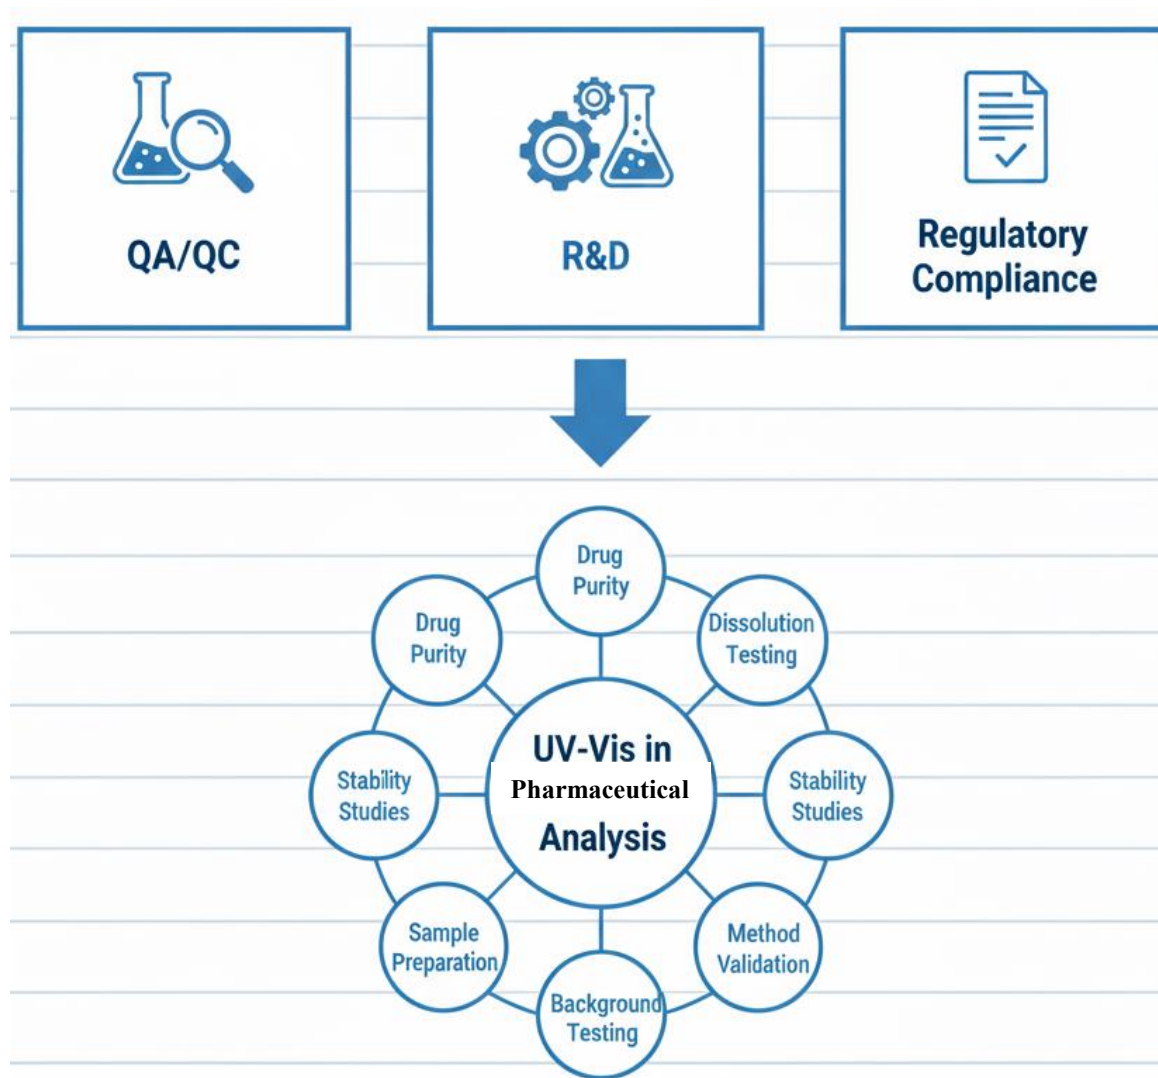 QA/QC
R&D
Regulatory
Compliance
Drug
Purity
Drug
Purity
Dissolution
Testing
Stability
Studies
UV-Vis in
Pharmaceutical
Analysis
Stability
Studies
Sample
Preparation
Method
Validation
Background
Testing